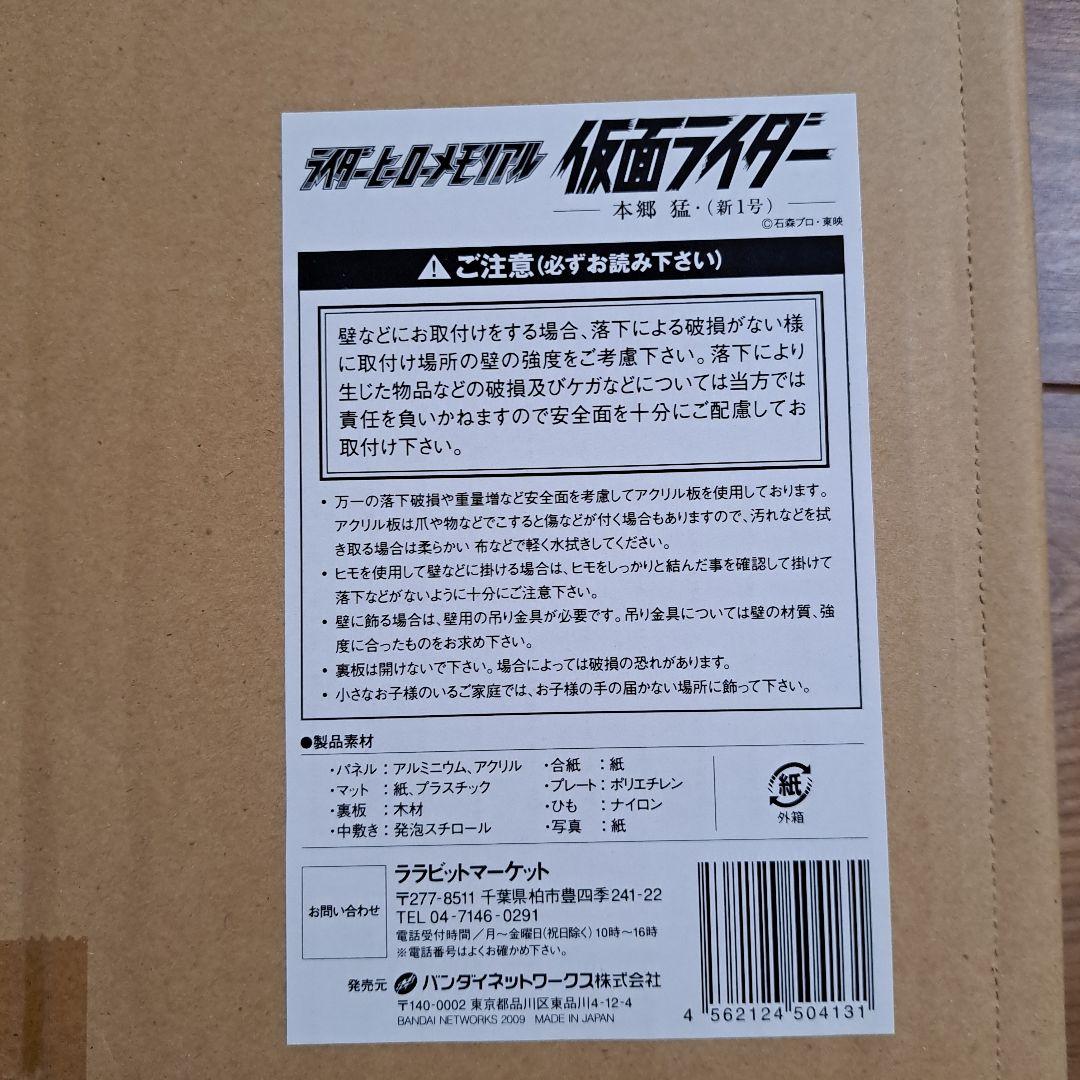 ライダーヒーローメモリアル 仮面ライダー
本郷 猛・(新1号)
©石森プロ・東映
ご注意(必ずお読み下さい)
壁などにお取付けをする場合、落下による破損がない様
に取付け場所の壁の強度をご考慮下さい。落下により
生じた物品などの破損及びケガなどについては当方では
責任を負いかねますので安全面を十分にご配慮してお
取付け下さい。
・万一の落下破損や重量増など安全面を考慮してアクリル板を使用しております。
アクリル板は爪や物などでこすると傷などが付く場合もありますので、汚れなどを拭
き取る場合は柔らかい 布などで軽く水拭きしてください。
・ヒモを使用して壁などに掛ける場合は、ヒモをしっかりと結んだ事を確認して掛けて
落下などがないように十分にご注意下さい。
・壁に飾る場合は、壁用の吊り金具が必要です。吊り金具については壁の材質、強
度に合ったものをお求め下さい。
・裏板は開けないで下さい。場合によっては破損の恐れがあります。
・小さなお子様のいるご家庭では、お子様の手の届かない場所に飾って下さい。
●製品素材
・パネル：アルミニウム、アクリル
・マット：紙、プラスチック
・裏板：木材
・中敷き：発泡スチロール
・合紙：紙
・プレート：ポリエチレン
・ひも：ナイロン
・写真：紙
紙
外箱
お問い合わせ
ララビットマーケット
〒277-8511 千葉県柏市豊四季241-22
TEL 04-7146-0291
電話受付時間／月〜金曜日(祝日除く) 10時〜16時
※電話番号はよくお確かめ下さい。
発売元 バンダイネットワークス株式会社
〒140-0002 東京都品川区東品川4-12-4
BANDAI NETWORKS 2009 MADE IN JAPAN
4 562124 504131